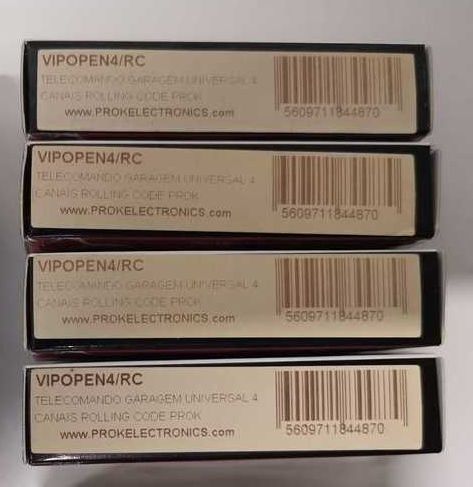 VIPOPEN4/RC
TELECOMANDO GARAGEM UNIVERSAL 4
CANAIS ROLLING CODE PROK
www.PROKELECTRONICS.com
5609711844870
VIPOPEN4/RC
TELECOMANDO GARAGEM UNIVERSAL 4
CANAIS ROLLING CODE PROK
www.PROKELECTRONICS.com
5609711844870
VIPOPEN4/RC
TELECOMANDO GARAGEM UNIVERSAL 4
CANAIS ROLLING CODE PROK
www.PROKELECTRONICS.com
5609711844870
VIPOPEN4/RC
TELECOMANDO GARAGEM UNIVERSAL 4
CANAIS ROLLING CODE PROK
www.PROKELECTRONICS.com
5609711844870